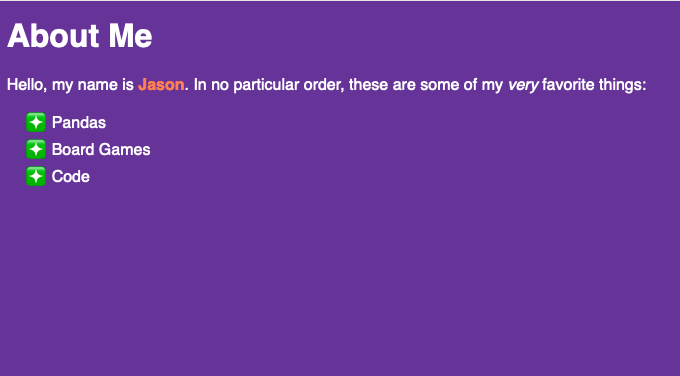 About Me
Hello, my name is Jason. In no particular order, these are some of my very favorite things:
Pandas
Board Games
Code